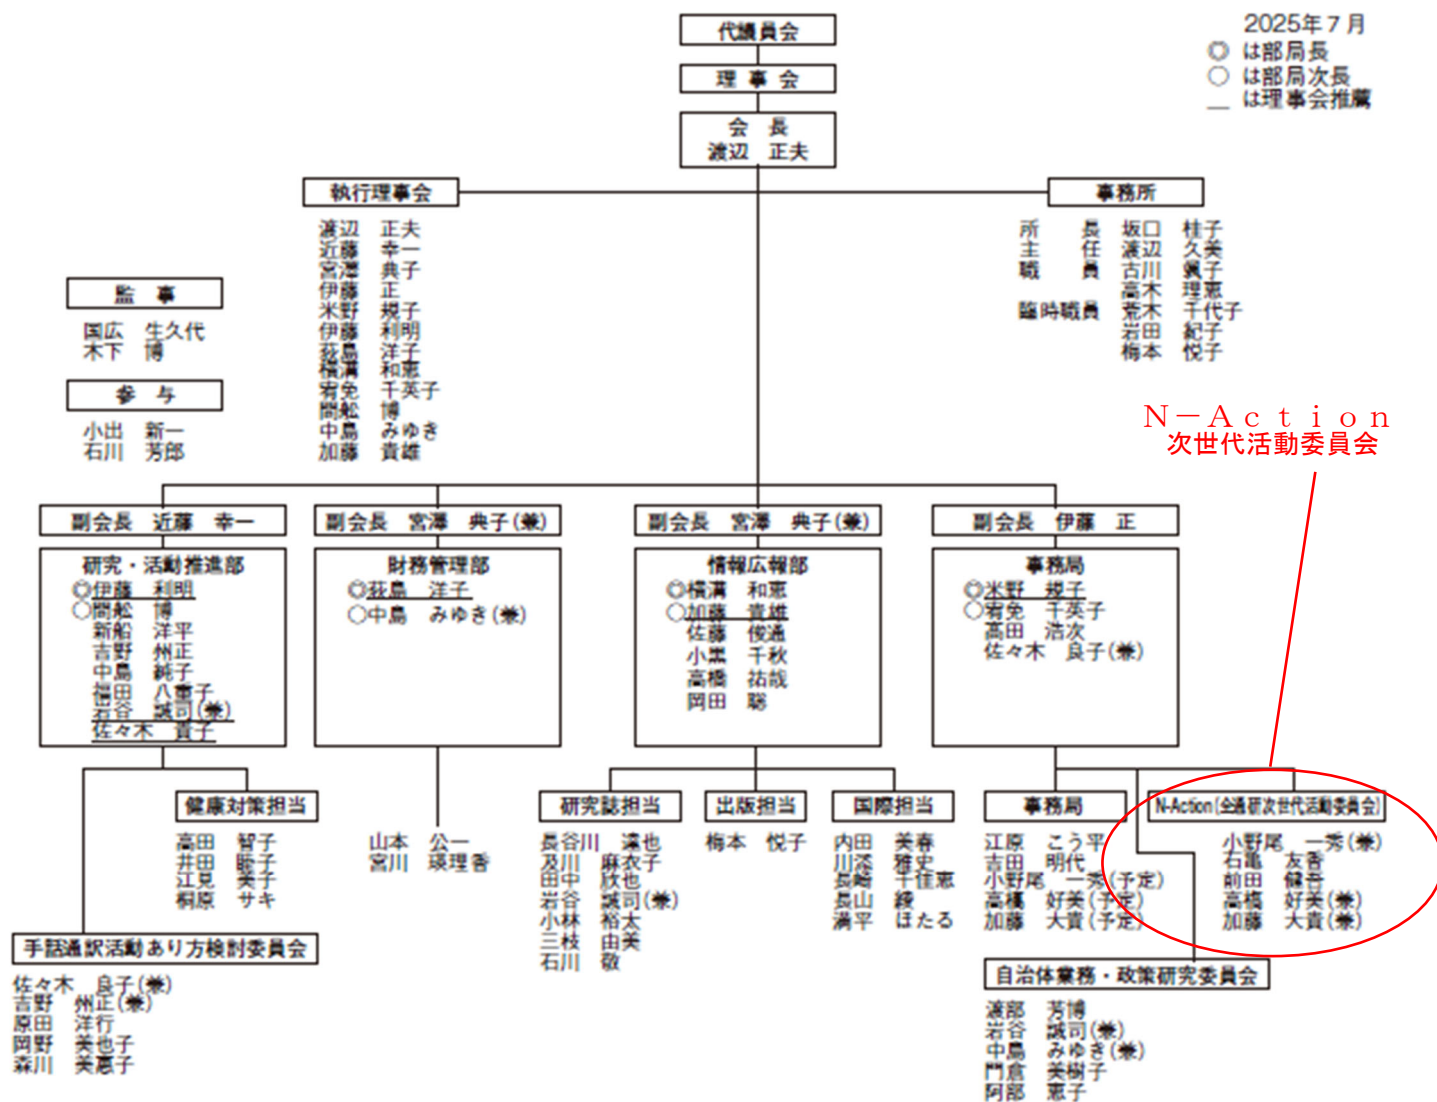 2025年7月
◎ は部局長
○ は部局次長
＿ は理事会推薦
代議員会
理事会
会 長
渡辺 正夫
執行理事会
渡辺 正夫
近藤 幸一
宮澤 典子
伊藤 正
米野 規子
伊藤 利明
荻島 洋子
横溝 和恵
宥免 千英子
間舩 博
中島 みゆき
加藤 貴雄
事務所
所 長 坂口 桂子
主 任 渡辺 久美
職 員 古川 颯子
高木 理恵
臨時職員 荒木 千代子
岩田 紀子
梅本 悦子
監 事
国広 生久代
木下 博
参 与
小出 新一
石川 芳郎
N－Action
次世代活動委員会
副会長 近藤 幸一
研究・活動推進部
◎伊藤 利明
○間舩 博
新船 洋平
吉野 州正
中島 純子
福田 八重子
岩谷 誠司(兼)
佐々木 貴子
副会長 宮澤 典子(兼)
財務管理部
◎荻島 洋子
○中島 みゆき(兼)
副会長 宮澤 典子(兼)
情報広報部
◎横溝 和恵
○加藤 貴雄
佐藤 俊通
小黒 千秋
高橋 祐哉
岡田 聡
副会長 伊藤 正
事務局
◎米野 規子
○宥免 千英子
高田 浩次
佐々木 良子(兼)
健康対策担当
高田 智子
井田 睦子
江見 美子
桐原 サキ
手話通訳活動あり方検討委員会
佐々木 良子(兼)
吉野 州正(兼)
原田 洋行
岡野 美也子
森川 美恵子
山本 公一
宮川 瑛理香
研究誌担当
長谷川 達也
及川 麻衣子
田中 欣也
岩谷 誠司(兼)
小林 裕太
三枝 由美
石川 敬
出版担当
梅本 悦子
国際担当
内田 美春
川添 雅史
長崎 千佳恵
長山 綾
満平 ほたる
事務局
江原 こう平
吉田 明代
小野尾 一秀(予定)
高橋 好美(予定)
加藤 大貴(予定)
N-Action(全通研次世代活動委員会)
小野尾 一秀(兼)
石亀 友香
前田 健吾
高橋 好美(兼)
加藤 大貴(兼)
自治体業務・政策研究委員会
渡部 芳博
岩谷 誠司(兼)
中島 みゆき(兼)
門倉 美樹子
阿部 恵子